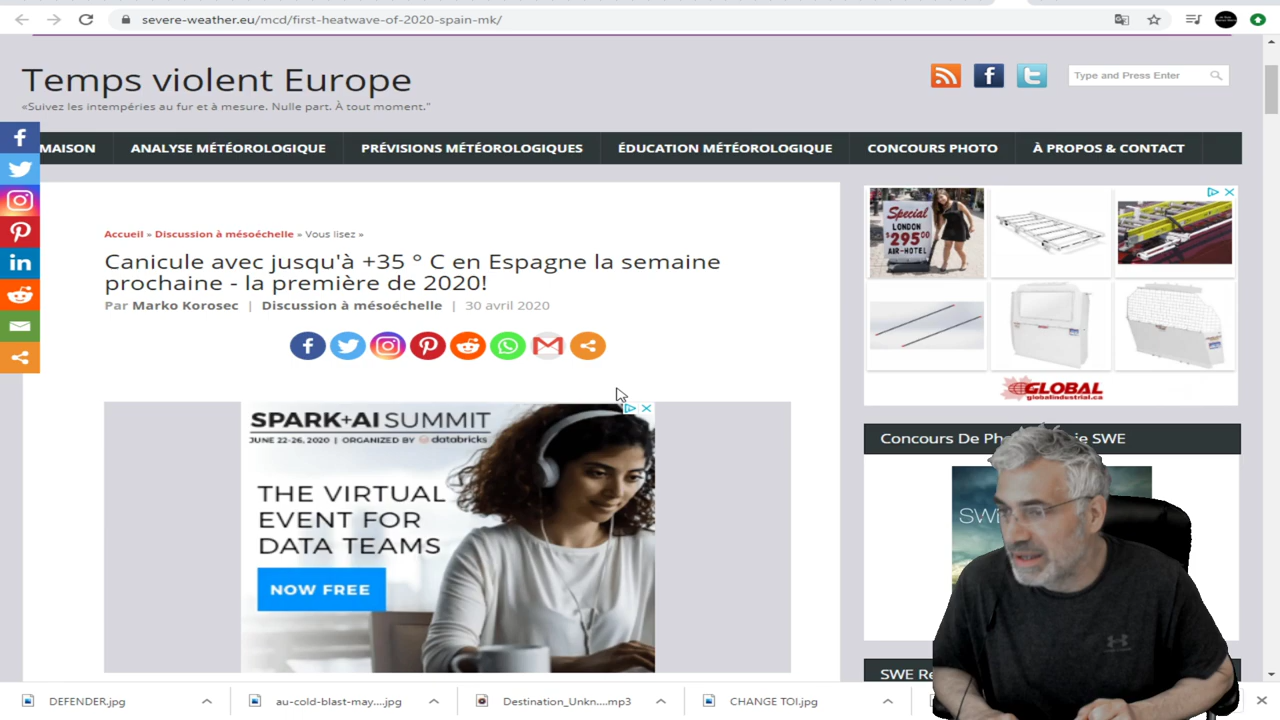 severe-weather.eu/mcd/first-heatwave-of-2020-spain-mk/
Temps violent Europe
«Suivez les intempéries au fur et à mesure. Nulle part. À tout moment."
Type and Press Enter
MAISON
ANALYSE MÉTÉOROLOGIQUE
PRÉVISIONS MÉTÉOROLOGIQUES
ÉDUCATION MÉTÉOROLOGIQUE
CONCOURS PHOTO
À PROPOS & CONTACT
Accueil » Discussion à mésoéchelle » Vous lisez »
Canicule avec jusqu'à +35 ° C en Espagne la semaine
prochaine - la première de 2020!
Par Marko Korosec | Discussion à mésoéchelle | 30 avril 2020
SPARK+AI SUMMIT
JUNE 22-26, 2020 | ORGANIZED BY databricks
THE VIRTUAL
EVENT FOR
DATA TEAMS
NOW FREE
Special
LONDON
$295.00
AIR-HOTEL
GLOBAL
globalindustrial.ca
Concours De Ph
SWE
SWE
DEFENDER.jpg
au-cold-blast-may....jpg
Destination_Unkn....mp3
CHANGE TOI.jpg